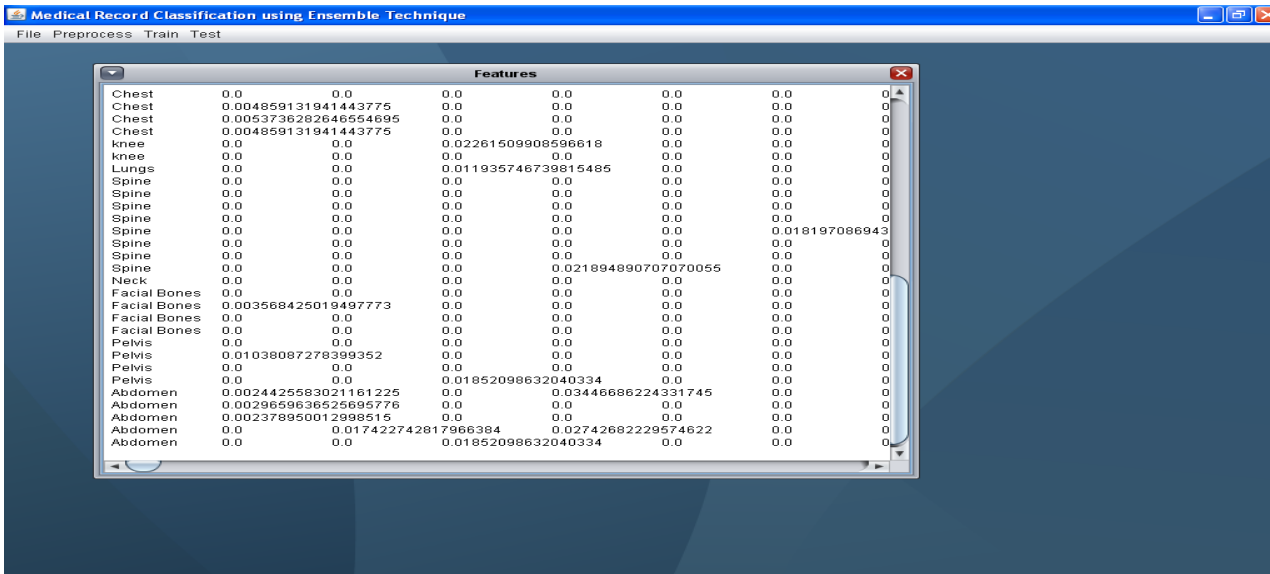 Medical Record Classification using Ensemble Technique
File Preprocess Train Test
Features
Chest 0.0 0.0 0.0 0.0 0.0 0.0 0
Chest 0.004859131941443775 0.0 0.0 0.0 0.0 0
Chest 0.0053736282646554695 0.0 0.0 0.0 0.0 0
Chest 0.004859131941443775 0.0 0.0 0.0 0.0 0
knee 0.0 0.0 0.02261509908596618 0.0 0.0 0
knee 0.0 0.0 0.0 0.0 0.0 0.0 0
Lungs 0.0 0.0 0.011935746739815485 0.0 0.0 0
Spine 0.0 0.0 0.0 0.0 0.0 0.0 0
Spine 0.0 0.0 0.0 0.0 0.0 0.0 0
Spine 0.0 0.0 0.0 0.0 0.0 0.0 0
Spine 0.0 0.0 0.0 0.0 0.0 0.0 0
Spine 0.0 0.0 0.0 0.0 0.0 0.018197086943
Spine 0.0 0.0 0.0 0.0 0.0 0.0 0
Spine 0.0 0.0 0.0 0.0 0.0 0.0 0
Spine 0.0 0.0 0.0 0.021894890707070055 0.0 0
Neck 0.0 0.0 0.0 0.0 0.0 0.0 0
Facial Bones 0.0 0.0 0.0 0.0 0.0 0.0 0
Facial Bones 0.003568425019497773 0.0 0.0 0.0 0.0 0
Facial Bones 0.0 0.0 0.0 0.0 0.0 0.0 0
Facial Bones 0.0 0.0 0.0 0.0 0.0 0.0 0
Pelvis 0.0 0.0 0.0 0.0 0.0 0.0 0
Pelvis 0.01038087278399352 0.0 0.0 0.0 0.0 0
Pelvis 0.0 0.0 0.0 0.0 0.0 0.0 0
Pelvis 0.0 0.0 0.01852098632040334 0.0 0.0 0
Abdomen 0.0024425583021161225 0.0 0.03446686224331745 0.0 0
Abdomen 0.0029659636525695776 0.0 0.0 0.0 0.0 0
Abdomen 0.002378950012998515 0.0 0.0 0.0 0.0 0
Abdomen 0.0 0.017422742817966384 0.02742682229574622 0.0 0
Abdomen 0.0 0.0 0.01852098632040334 0.0 0.0 0